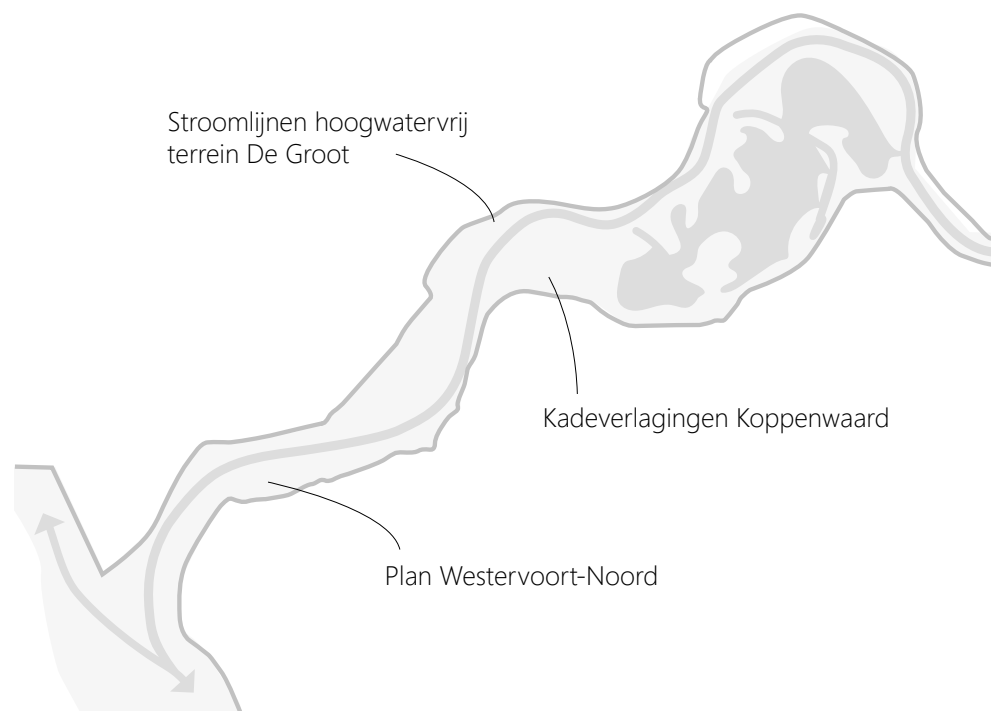 Stroomlijnen hoogwatervrij
terrein De Groot
Kadeverlagingen Koppenwaard
Plan Westervoort-Noord